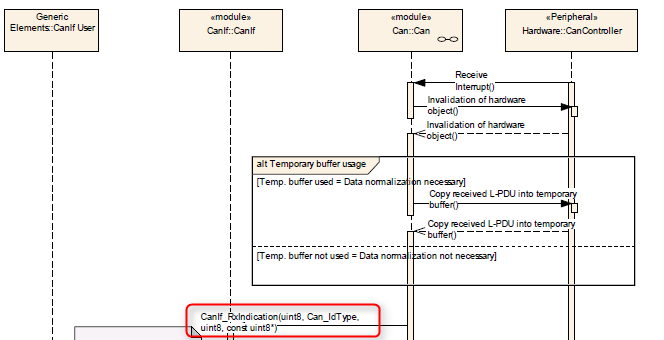 Generic
Elements::CanIf User
«module»
CanIf::CanIf
«module»
Can::Can
«Peripheral»
Hardware::CanController
Receive
Interrupt()
Invalidation of hardware
object()
Invalidation of hardware
object()
alt Temporary buffer usage
[Temp. buffer used = Data normalization necessary]
Copy received L-PDU into temporary
buffer()
Copy received L-PDU into temporary
buffer()
[Temp. buffer not used = Data normalization not necessary]
CanIf_RxIndication(uint8, Can_IdType,
uint8, const uint8*)